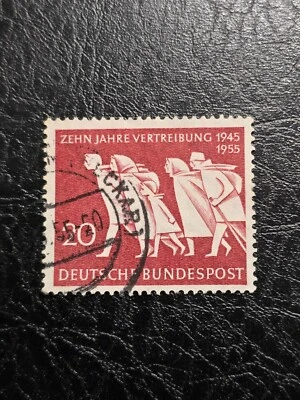 ZEHN JAHRE VERTREIBUNG 1945
1955
20
DEUTSCHE BUNDESPOST